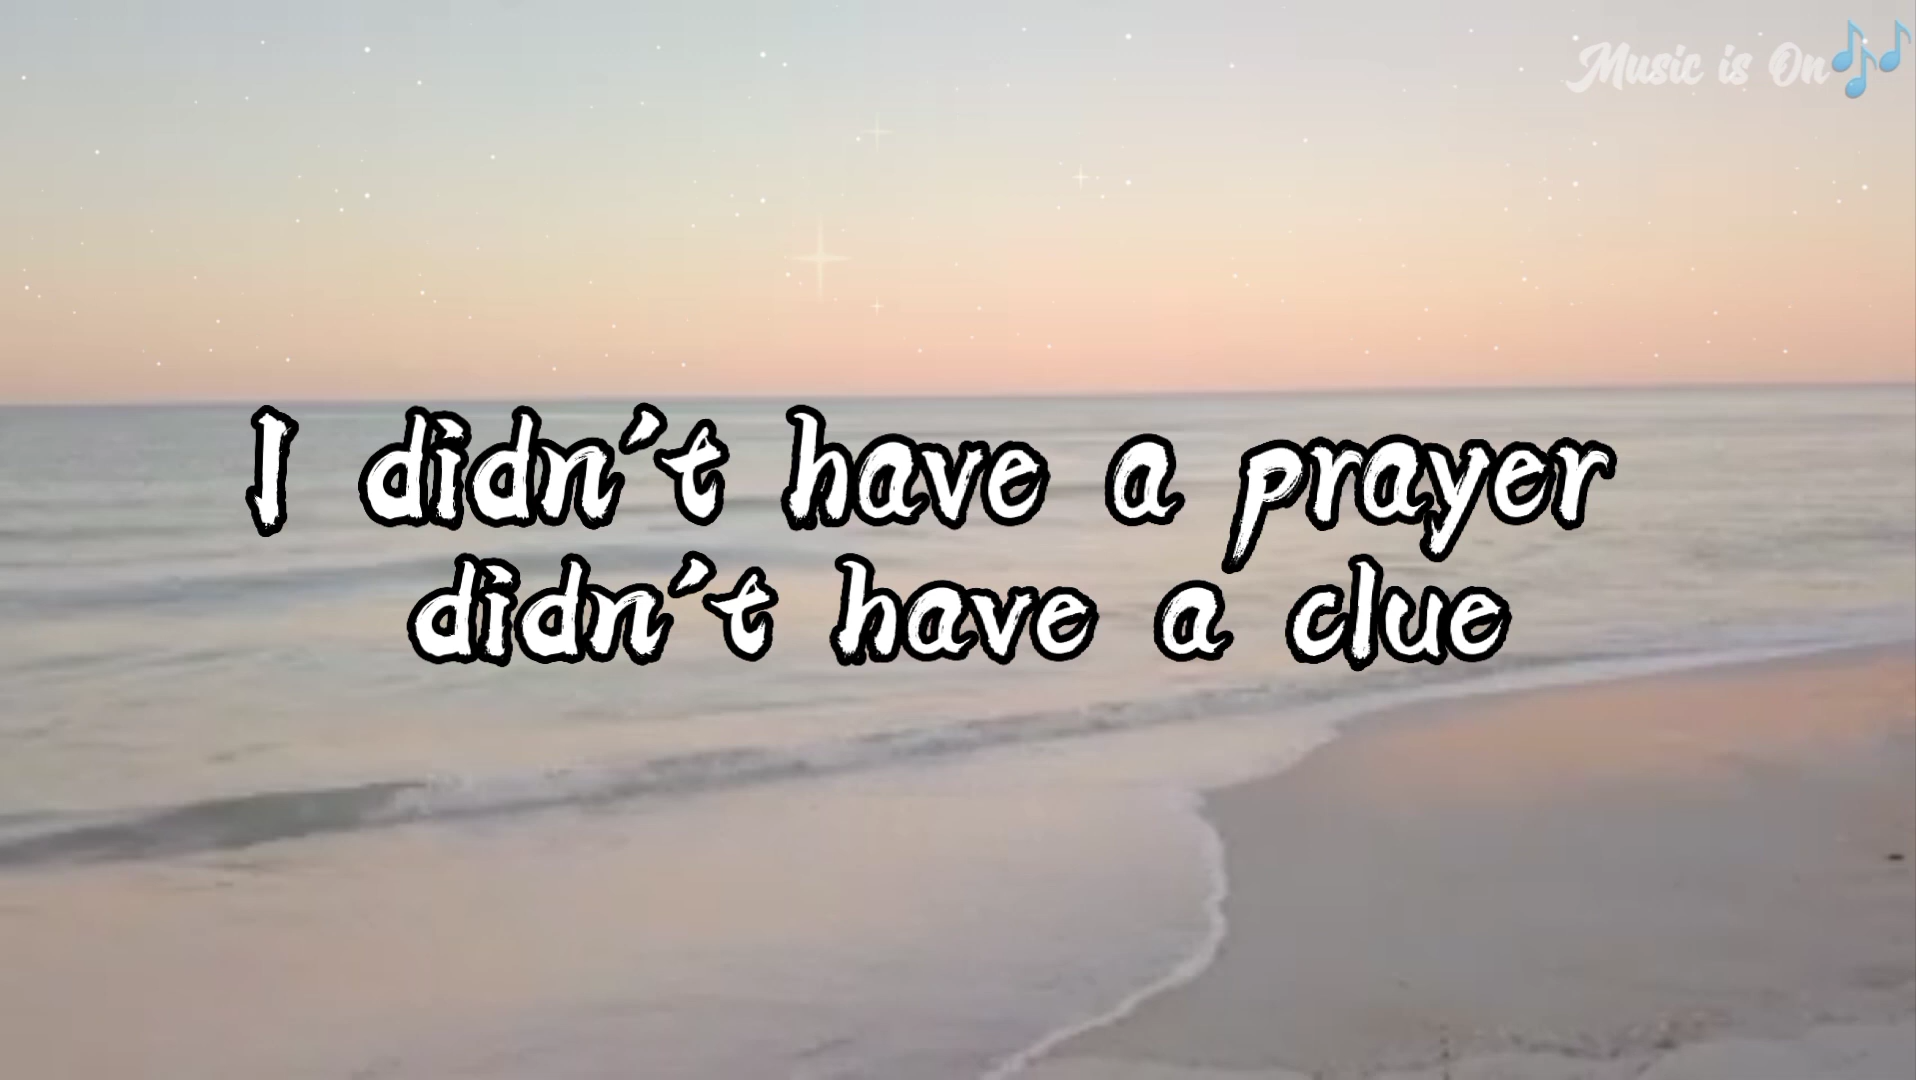 Music is On🎶
I didn't have a prayer
didn't have a clue